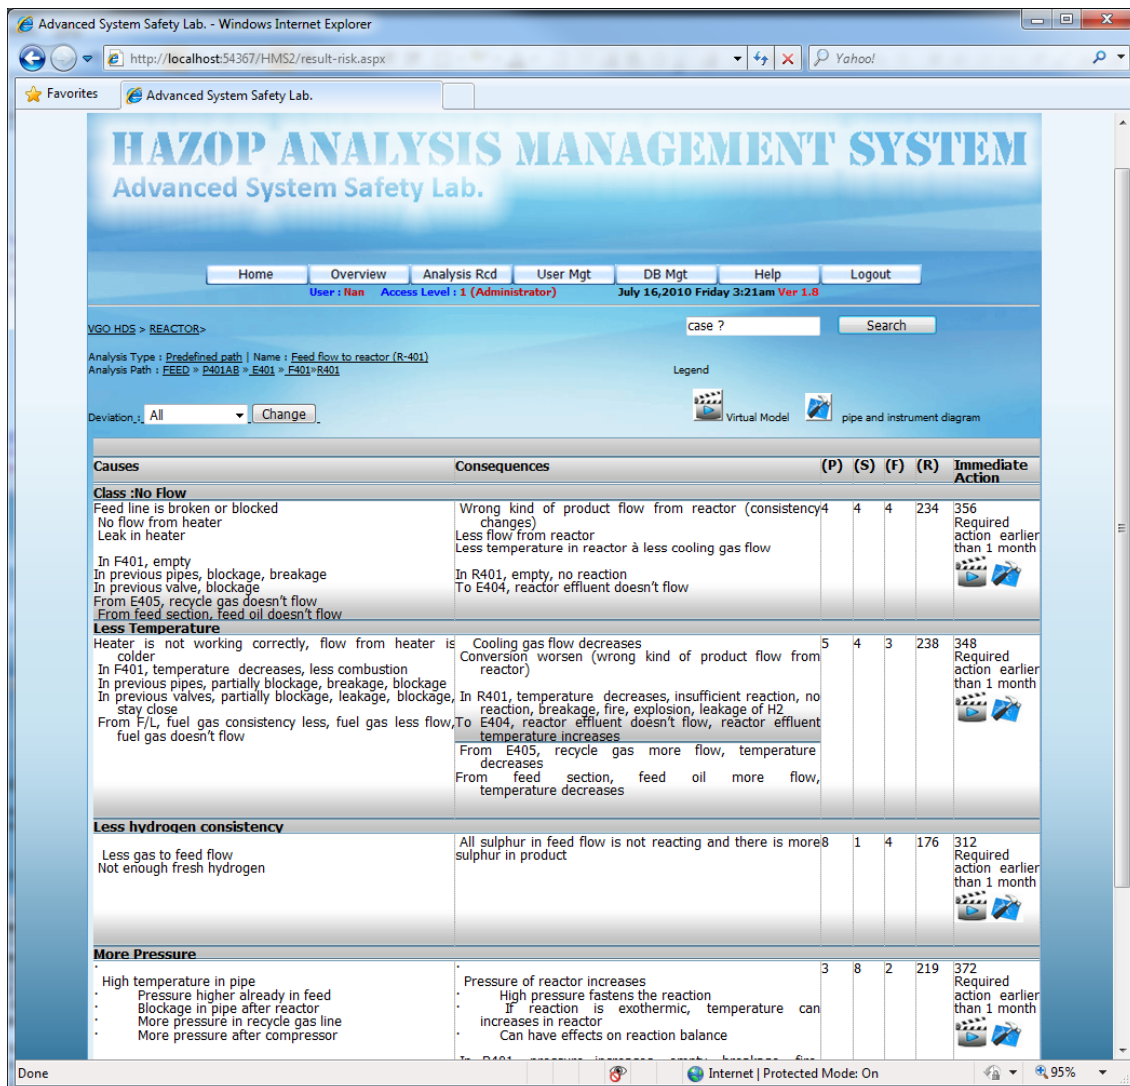 Advanced System Safety Lab. - Windows Internet Explorer
http://localhost:54367/HMS2/result-risk.aspx
Yahoo!
Favorites
Advanced System Safety Lab.
HAZOP ANALYSIS MANAGEMENT SYSTEM
Advanced System Safety Lab.
Home Overview Analysis Rcd User Mgt DB Mgt Help Logout
User : Nan Access Level : 1 (Administrator) July 16,2010 Friday 3:21am Ver 1.8
VGO HDS > REACTOR>
case ? Search
Analysis Type : Predefined path | Name : Feed flow to reactor (R-401)
Analysis Path : FEED » P401AB » E401 » F401»R401
Legend
Deviation : All Change
Virtual Model pipe and instrument diagram
Causes Consequences (P) (S) (F) (R) Immediate
Action
Class :No Flow
Feed line is broken or blocked
No flow from heater
Leak in heater
In F401, empty
In previous pipes, blockage, breakage
In previous valve, blockage
From E405, recycle gas doesn't flow
From feed section, feed oil doesn't flow
Wrong kind of product flow from reactor (consistency
changes)
Less flow from reactor
Less temperature in reactor à less cooling gas flow
In R401, empty, no reaction
To E404, reactor effluent doesn't flow
4 4 4 234 356
Required
action earlier
than 1 month
Less Temperature
Heater is not working correctly, flow from heater is
colder
In F401, temperature decreases, less combustion
In previous pipes, partially blockage, breakage, blockage
In previous valves, partially blockage, leakage, blockage,
stay close
From F/L, fuel gas consistency less, fuel gas less flow,
fuel gas doesn't flow
Cooling gas flow decreases
Conversion worsen (wrong kind of product flow from
reactor)
In R401, temperature decreases, insufficient reaction, no
reaction, breakage, fire, explosion, leakage of H2
To E404, reactor effluent doesn't flow, reactor effluent
temperature increases
From E405, recycle gas more flow, temperature
decreases
From feed section, feed oil more flow,
temperature decreases
5 4 3 238 348
Required
action earlier
than 1 month
Less hydrogen consistency
Less gas to feed flow
Not enough fresh hydrogen
All sulphur in feed flow is not reacting and there is more
sulphur in product
8 1 4 176 312
Required
action earlier
than 1 month
More Pressure
·
High temperature in pipe
· Pressure higher already in feed
· Blockage in pipe after reactor
· More pressure in recycle gas line
· More pressure after compressor
·
Pressure of reactor increases
· High pressure fastens the reaction
· If reaction is exothermic, temperature can
increases in reactor
· Can have effects on reaction balance
In R401, pressure increases, empty, breakage, fire,
3 8 2 219 372
Required
action earlier
than 1 month
Done Internet | Protected Mode: On 95%